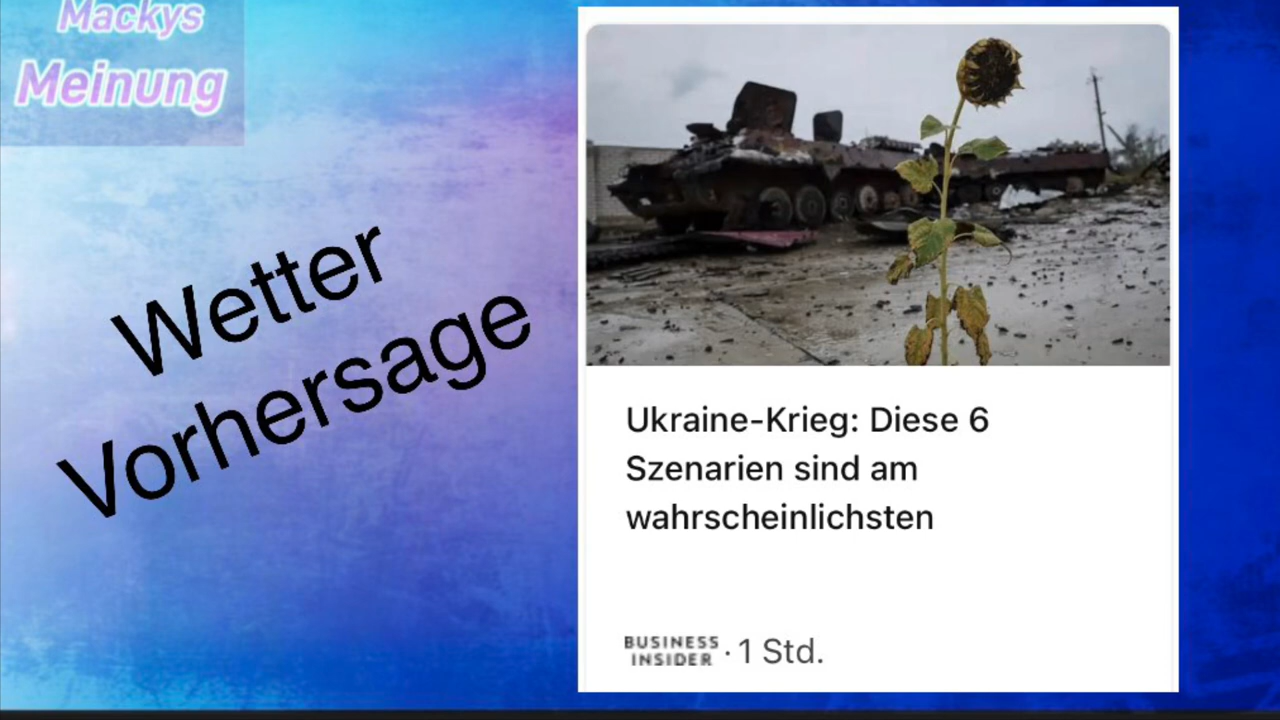 Mackys
Meinung
Wetter
Vorhersage
Ukraine-Krieg: Diese 6
Szenarien sind am
wahrscheinlichsten
BUSINESS
INSIDER · 1 Std.